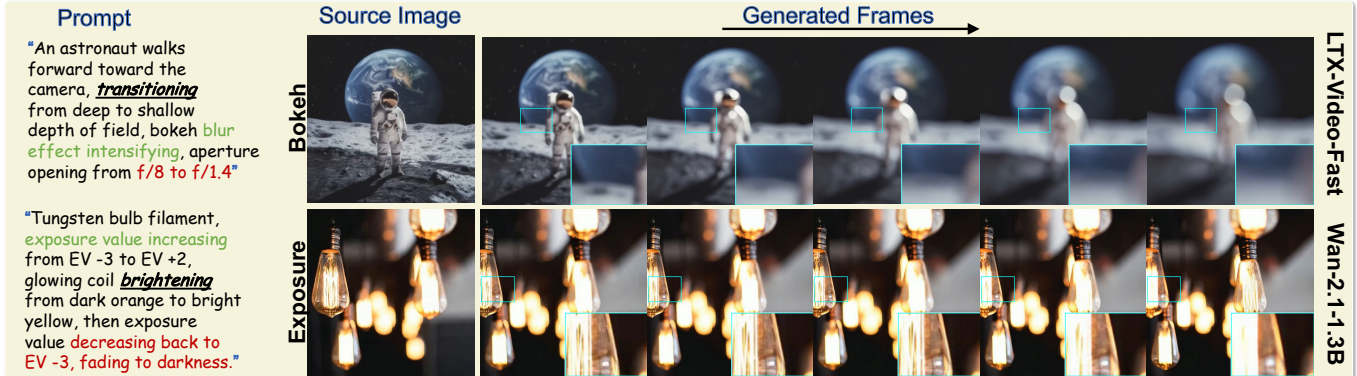 Prompt
Source Image
Generated Frames
"An astronaut walks
forward toward the
camera, transitioning
from deep to shallow
depth of field, bokeh blur
effect intensifying, aperture
opening from f/8 to f/1.4"
Bokeh
LTX-Video-Fast
"Tungsten bulb filament,
exposure value increasing
from EV -3 to EV +2,
glowing coil brightening
from dark orange to bright
yellow, then exposure
value decreasing back to
EV -3, fading to darkness."
Exposure
Wan-2.1-1.3B